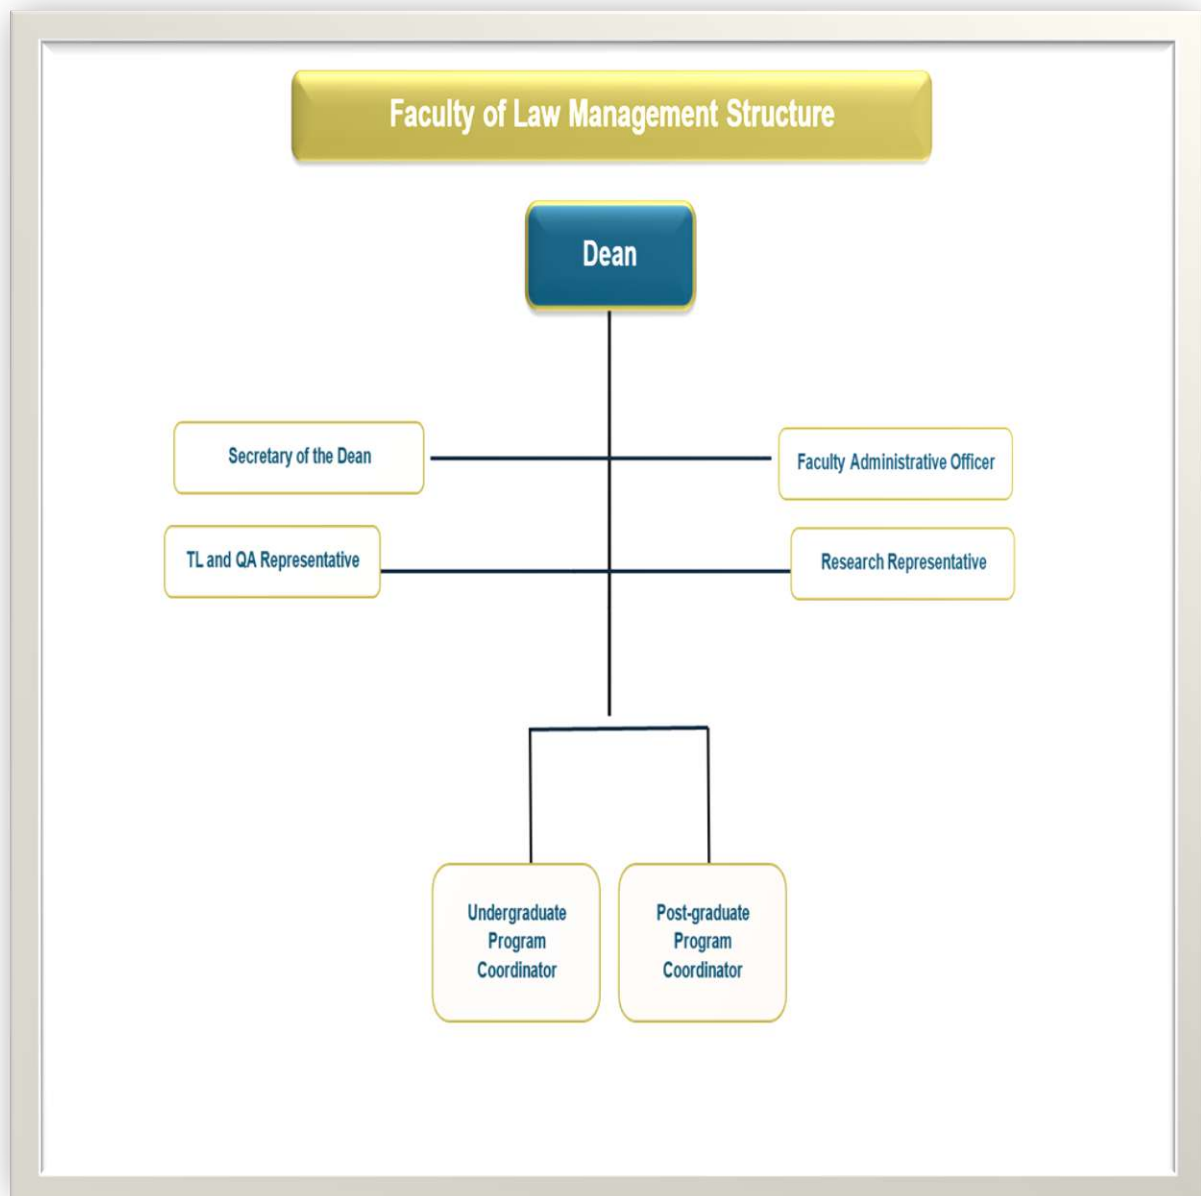 Faculty of Law Management Structure
Dean
Secretary of the Dean
Faculty Administrative Officer
TL and QA Representative
Research Representative
Undergraduate
Program
Coordinator
Post-graduate
Program
Coordinator